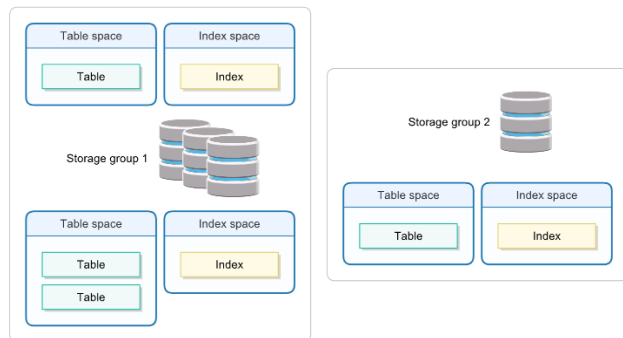 Table space
Index space
Table
Index
Storage group 1
Table space
Index space
Table
Index
Table
Storage group 2
Table space
Index space
Table
Index